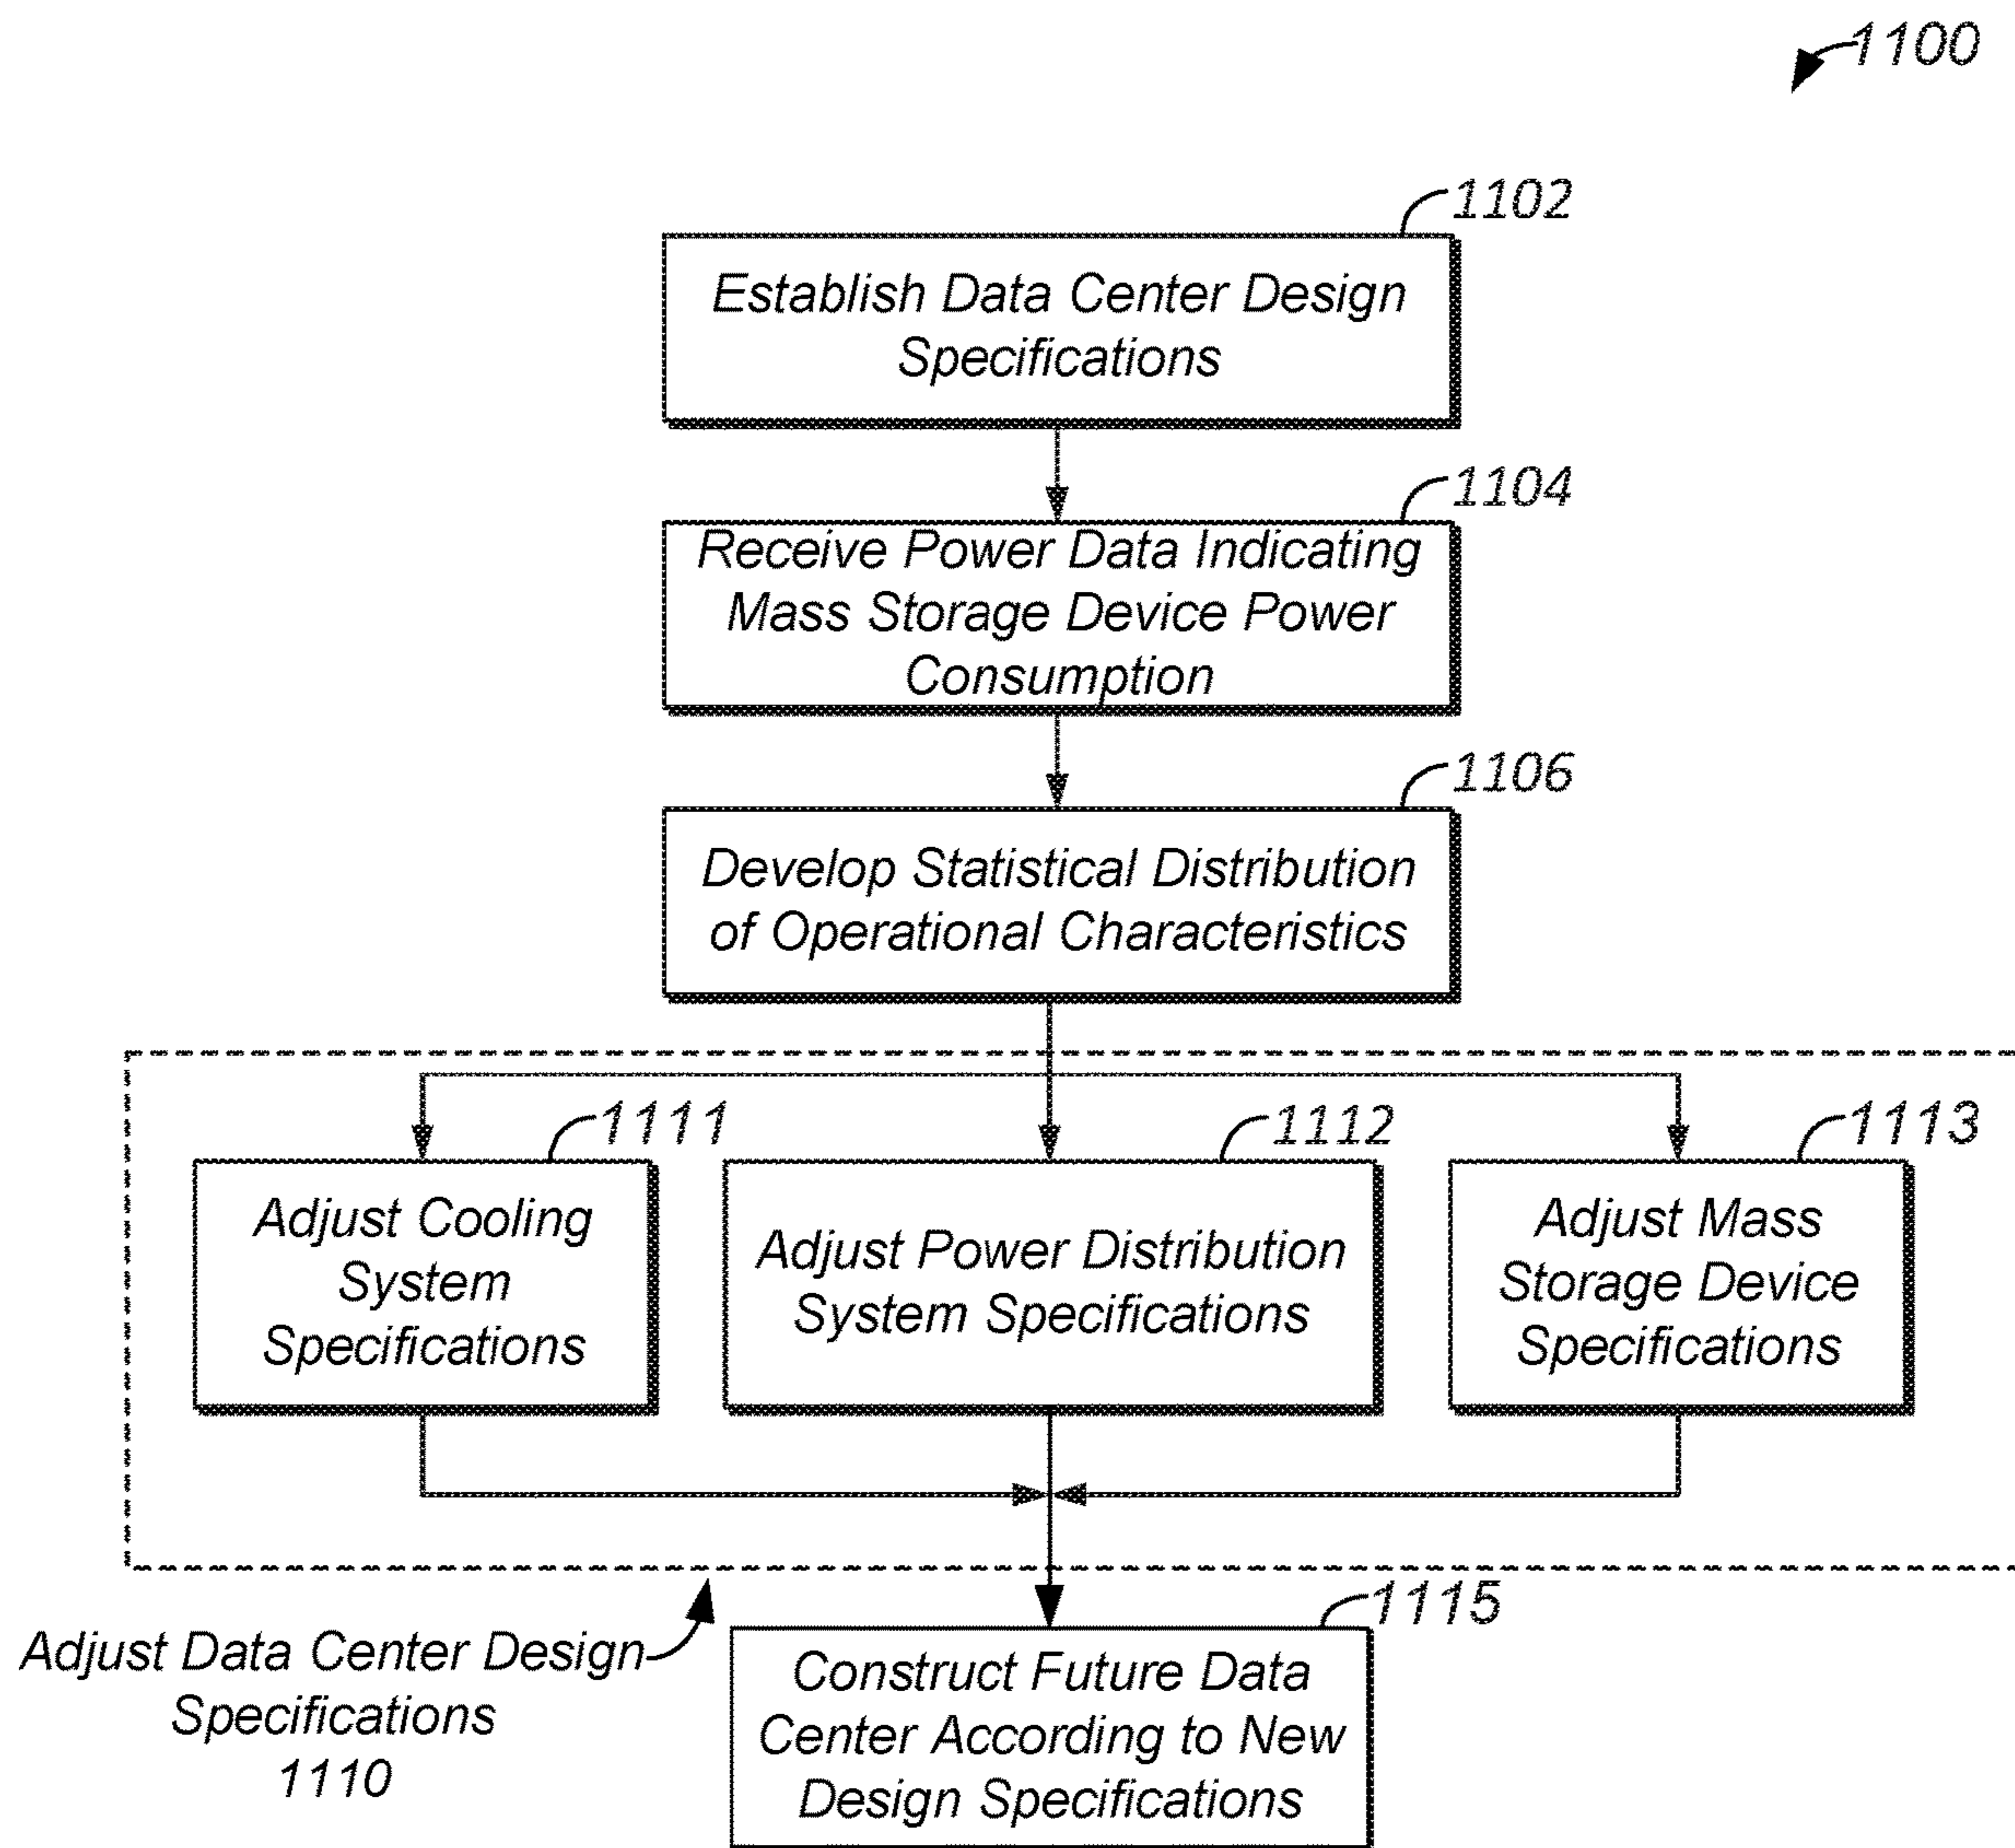 1100
1102
Establish Data Center Design
Specifications
1104
Receive Power Data Indicating
Mass Storage Device Power
Consumption
1106
Develop Statistical Distribution
of Operational Characteristics
1111
Adjust Cooling
System
Specifications
1112
Adjust Power Distribution
System Specifications
1113
Adjust Mass
Storage Device
Specifications
Adjust Data Center Design
Specifications
1110
1115
Construct Future Data
Center According to New
Design Specifications